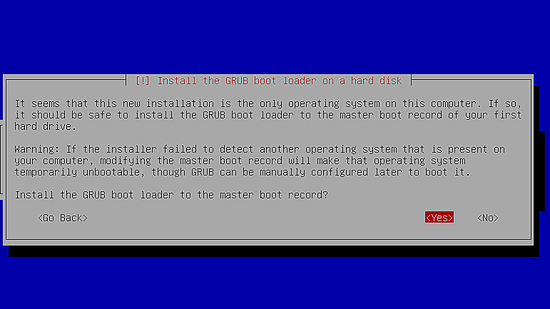 [!] Install the GRUB boot loader on a hard disk
It seems that this new installation is the only operating system on this computer. If so,
it should be safe to install the GRUB boot loader to the master boot record of your first
hard drive.
Warning: If the installer failed to detect another operating system that is present on
your computer, modifying the master boot record will make that operating system
temporarily unbootable, though GRUB can be manually configured later to boot it.
Install the GRUB boot loader to the master boot record?
<Go Back> <Yes> <No>